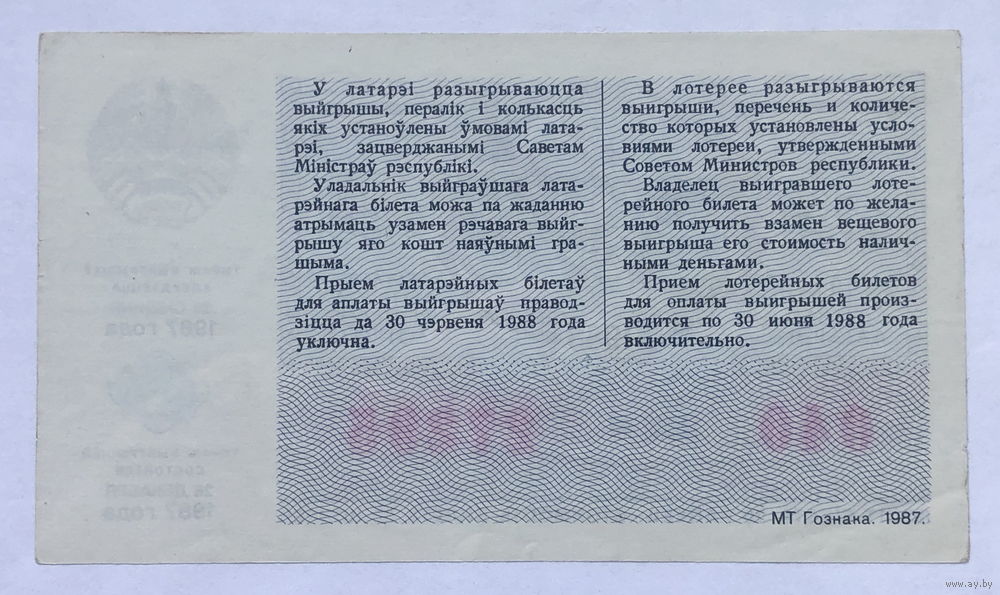 У латарэі разыгрываюцца
выйгрышы, пералік і колькасць
якіх устаноўлены ўмовамі лата-
рэі, зацверджанымі Саветам
Міністраў рэспублікі.
Уладальнік выйграўшага лата-
рэйнага білета можа па жаданню
атрымаць узамен рэчавага выйг-
рышу яго кошт наяўнымі гра-
шыма.
Прыем латарэйных білетаў
для аплаты выйгрышаў правод-
зіцца да 30 чэрвеня 1988 года
уключна.
В лотерее разыгрываются
выигрыши, перечень и количе-
ство которых установлены усло-
виями лотереи, утвержденными
Советом Министров республики.
Владелец выигравшего лоте-
рейного билета может по жела-
нию получить взамен вещевого
выигрыша его стоимость налич-
ными деньгами.
Прием лотерейных билетов
для оплаты выигрышей произ-
водится по 30 июня 1988 года
включительно.
МТ Гознака. 1987.
www.ay.by